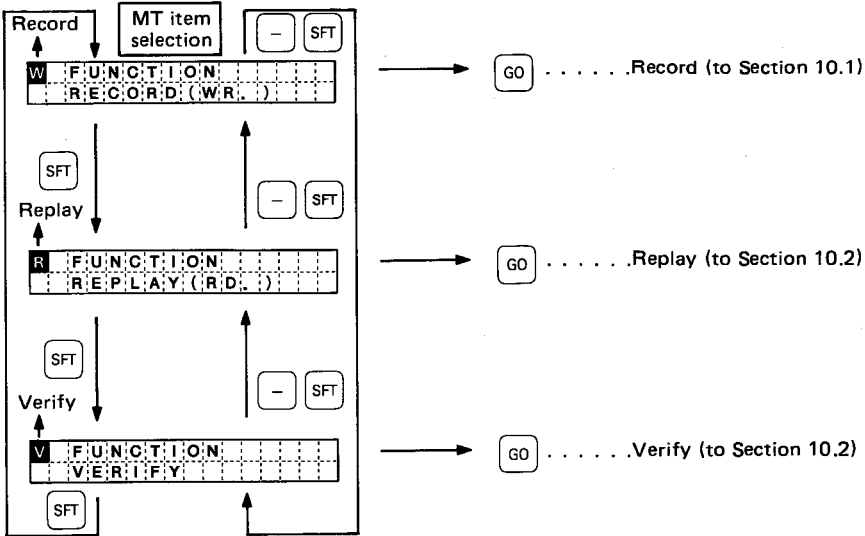 Record
MT item
selection
− SFT
W FUNCTION
RECORD(WR.)
GO . . . . . . Record (to Section 10.1)
SFT
− SFT
Replay
R FUNCTION
REPLAY(RD.)
GO . . . . . . Replay (to Section 10.2)
SFT
− SFT
Verify
V FUNCTION
VERIFY
GO . . . . . . Verify (to Section 10.2)
SFT